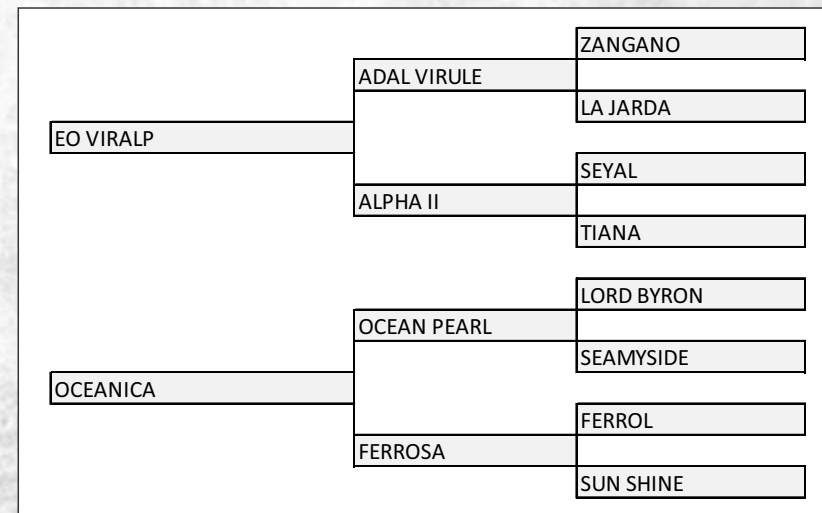 ZANGANO
ADAL VIRULE
LA JARDA
EO VIRALP
SEYAL
ALPHA II
TIANA
LORD BYRON
OCEAN PEARL
SEAMYSIDE
OCEANICA
FERROL
FERROSA
SUN SHINE